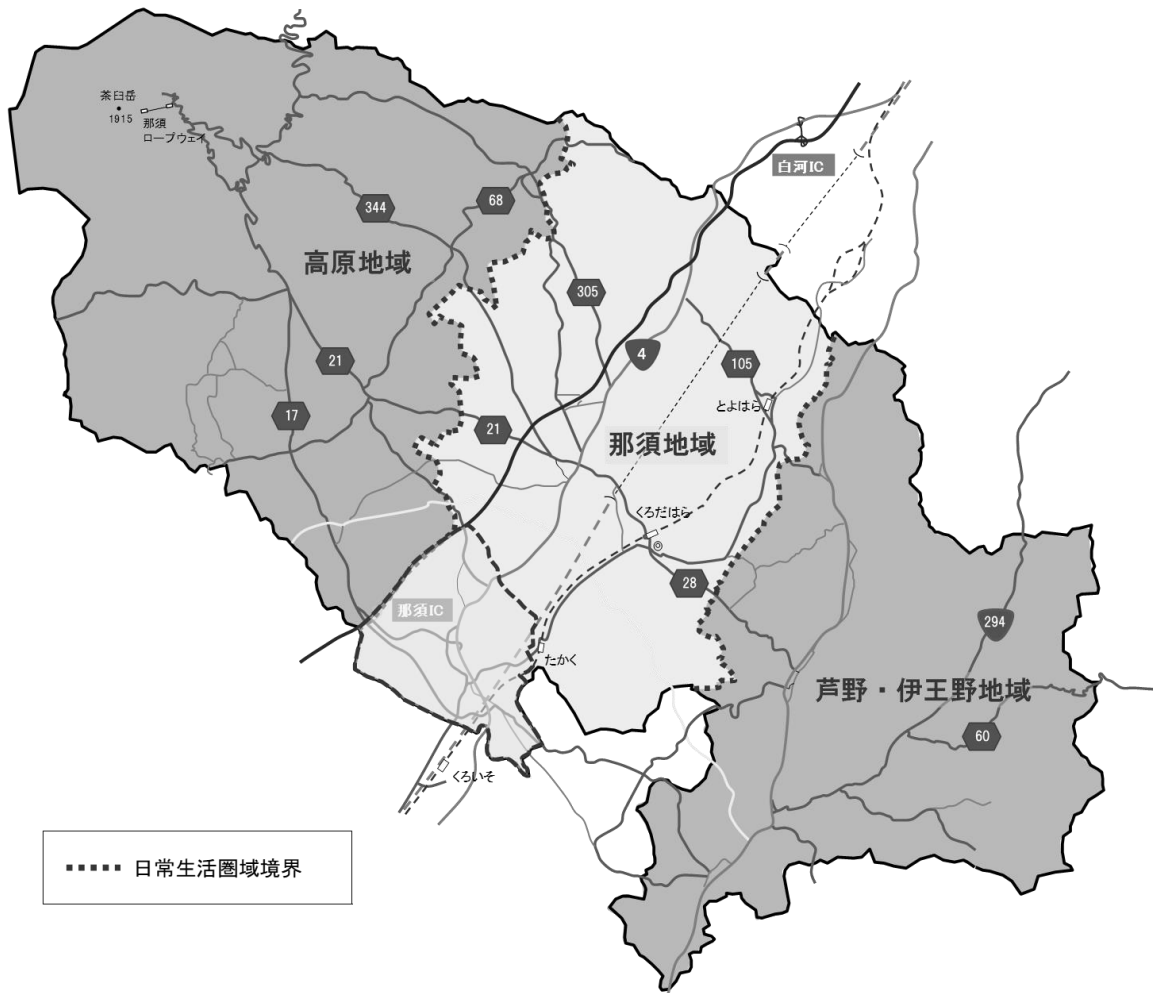 茶臼岳
1915
那須
ロープウェイ
白河IC
344
68
高原地域
305
4
21
105
17
とよはら
21
那須地域
くろだはら
28
那須IC
294
たかく
芦野・伊王野地域
60
くろいそ
日常生活圏域境界